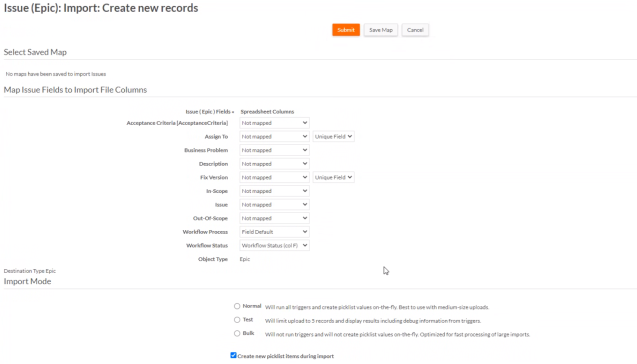 Issue (Epic): Import: Create new records
Submit Save Map Cancel
Select Saved Map
No maps have been saved to import Issues
Map Issue Fields to Import File Columns
Issue ( Epic ) Fields Spreadsheet Columns
Acceptance Criteria [AcceptanceCriteria] Not mapped
Assign To Not mapped Unique Field
Business Problem Not mapped
Description Not mapped
Fix Version Not mapped Unique Field
In-Scope Not mapped
Issue Not mapped
Out-Of-Scope Not mapped
Workflow Process Field Default
Workflow Status Workflow Status (col F)
Object Type Epic
Destination Type:Epic
Import Mode
Normal Will run all triggers and create picklist values on-the-fly. Best to use with medium-size uploads.
Test Will limit upload to 5 records and display results including debug information from triggers.
Bulk Will not run triggers and will not create picklist values on-the-fly. Optimized for fast processing of large imports.
Create new picklist items during import